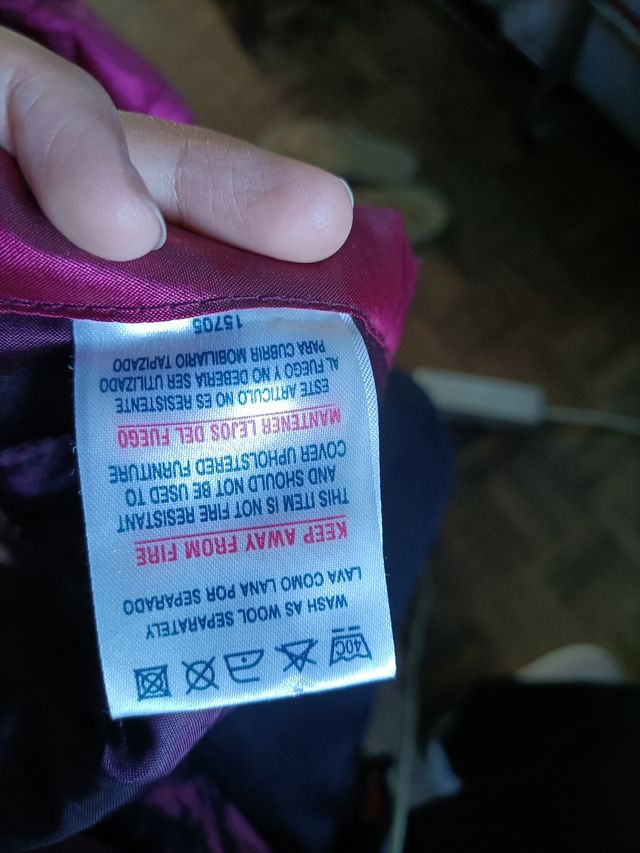 40C
WASH AS WOOL SEPARATELY
LAVA COMO LANA POR SEPARADO
KEEP AWAY FROM FIRE
THIS ITEM IS NOT FIRE RESISTANT
AND SHOULD NOT BE USED TO
COVER UPHOLSTERED FURNITURE
MANTENER LEJOS DEL FUEGO
ESTE ARTICULO NO ES RESISTENTE
AL FUEGO Y NO DEBERIA SER UTILIZADO
PARA CUBRIR MOBILIARIO TAPIZADO
15705